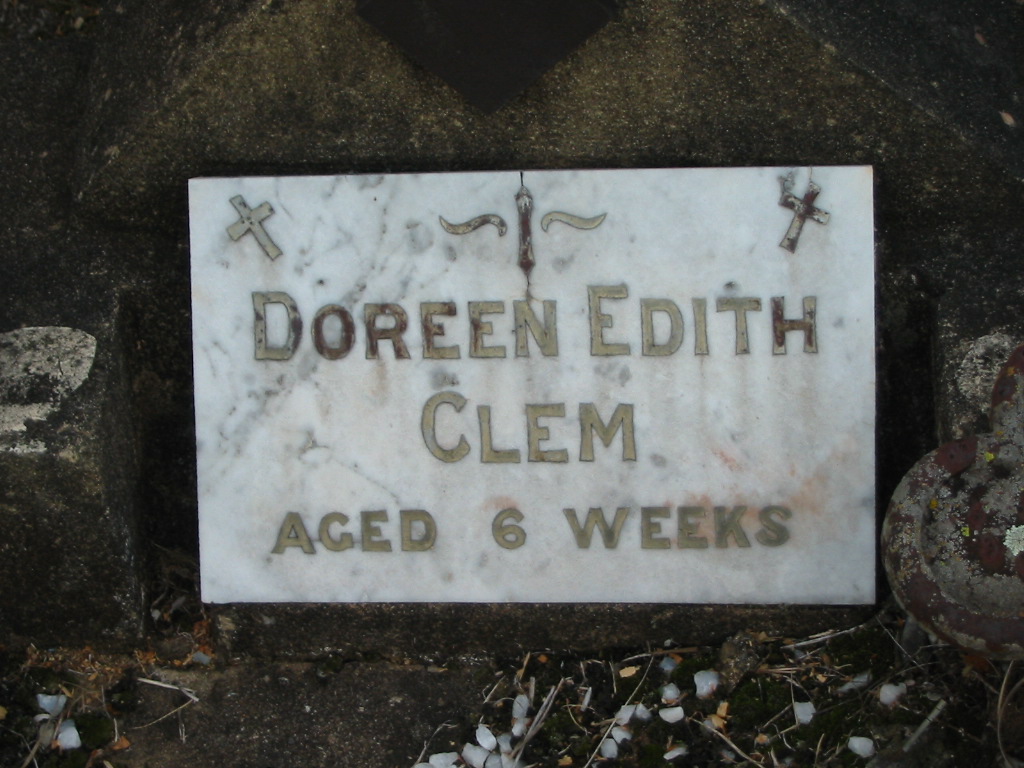 DOREEN EDITH
CLEM
AGED 6 WEEKS